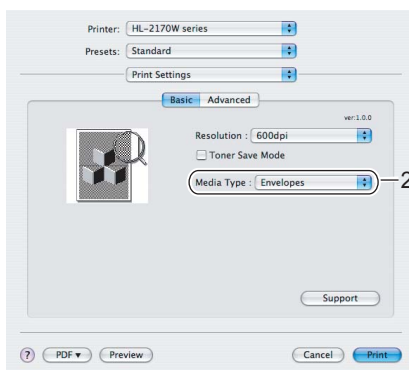 Printer: HL-2170W series
Presets: Standard
Print Settings
Basic Advanced
ver:1.0.0
Resolution : 600dpi
Toner Save Mode
Media Type : Envelopes
2
Support
? PDF ▾ Preview Cancel Print